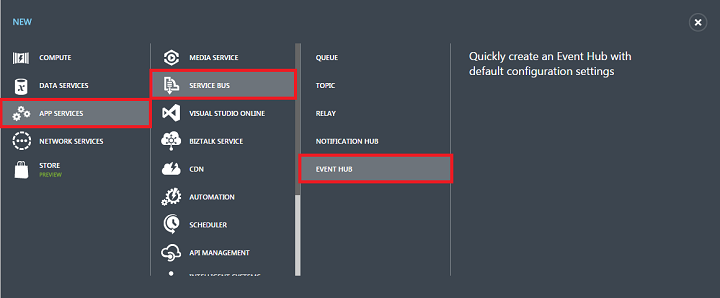 NEW
COMPUTE
DATA SERVICES
APP SERVICES
NETWORK SERVICES
STORE
PREVIEW
MEDIA SERVICE
SERVICE BUS
VISUAL STUDIO ONLINE
BIZTALK SERVICE
CDN
AUTOMATION
SCHEDULER
API MANAGEMENT
QUEUE
TOPIC
RELAY
NOTIFICATION HUB
EVENT HUB
Quickly create an Event Hub with
default configuration settings